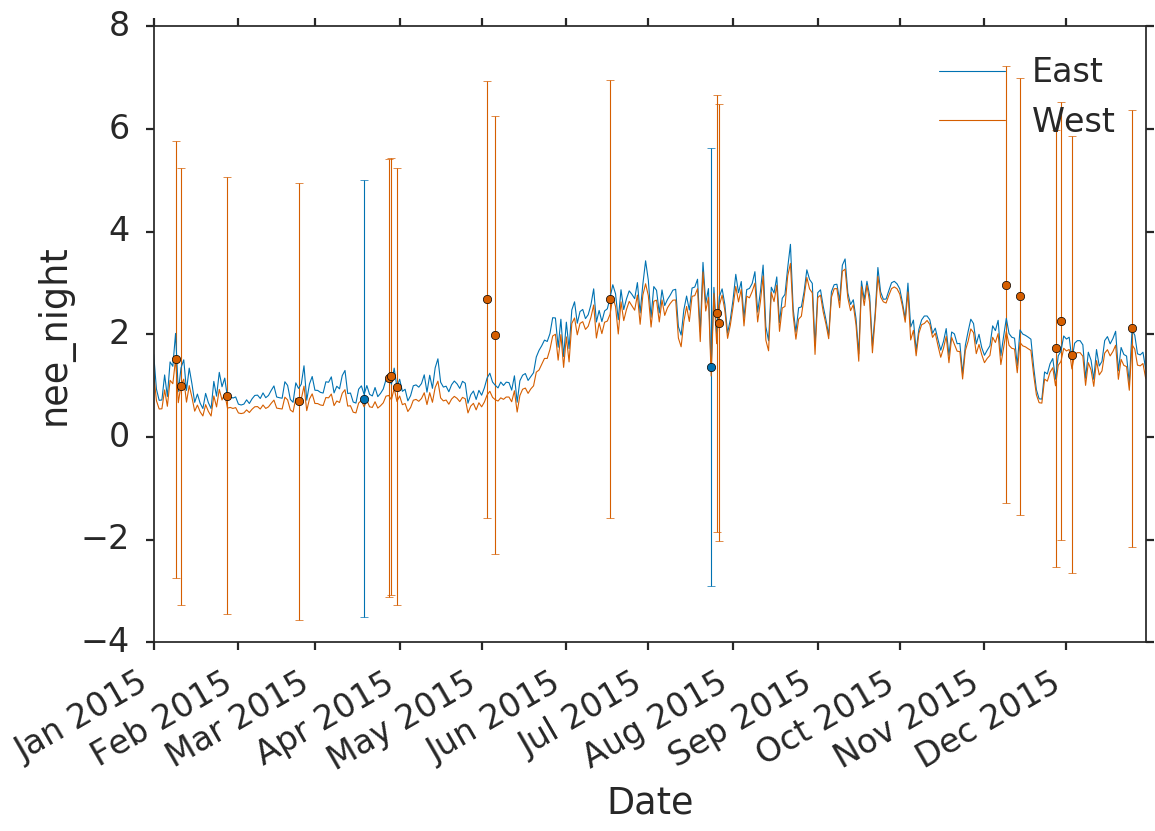 8
6
4
2
0
−2
−4
nee_night
East
West
Jan 2015
Feb 2015
Mar 2015
Apr 2015
May 2015
Jun 2015
Jul 2015
Aug 2015
Sep 2015
Oct 2015
Nov 2015
Dec 2015
Date